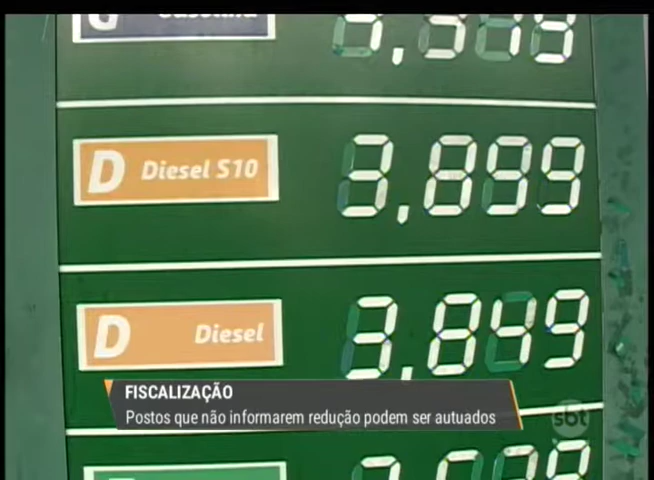 Diesel S10
D
3,899
Diesel
D
3,849
FISCALIZAÇÃO
Postos que não informarem redução podem ser autuados
sbt